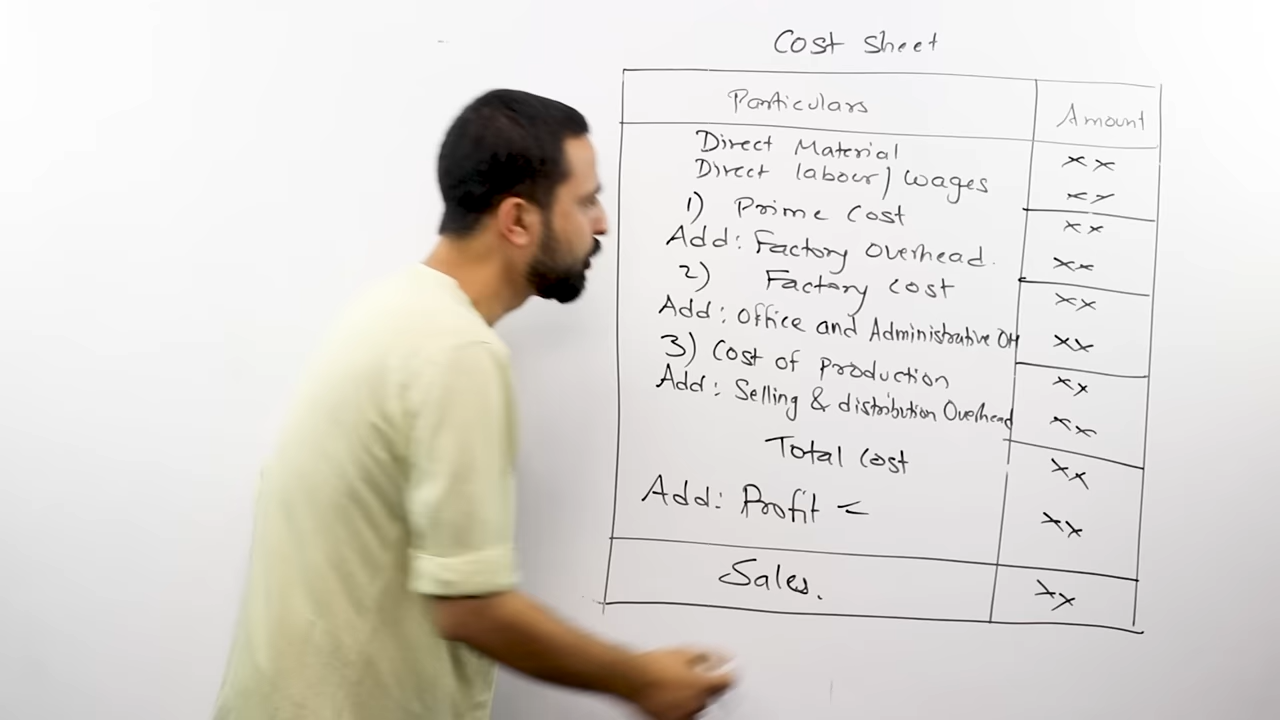 Cost Sheet
Particulars Amount
Direct Material xx
Direct labour/wages xx
1) Prime Cost xx
Add: Factory Overhead. xx
2) Factory cost xx
Add: Office and Administrative OH xx
3) Cost of Production xx
Add: Selling & distribution Overhead xx
Total Cost xx
Add: Profit xx
Sales. xx